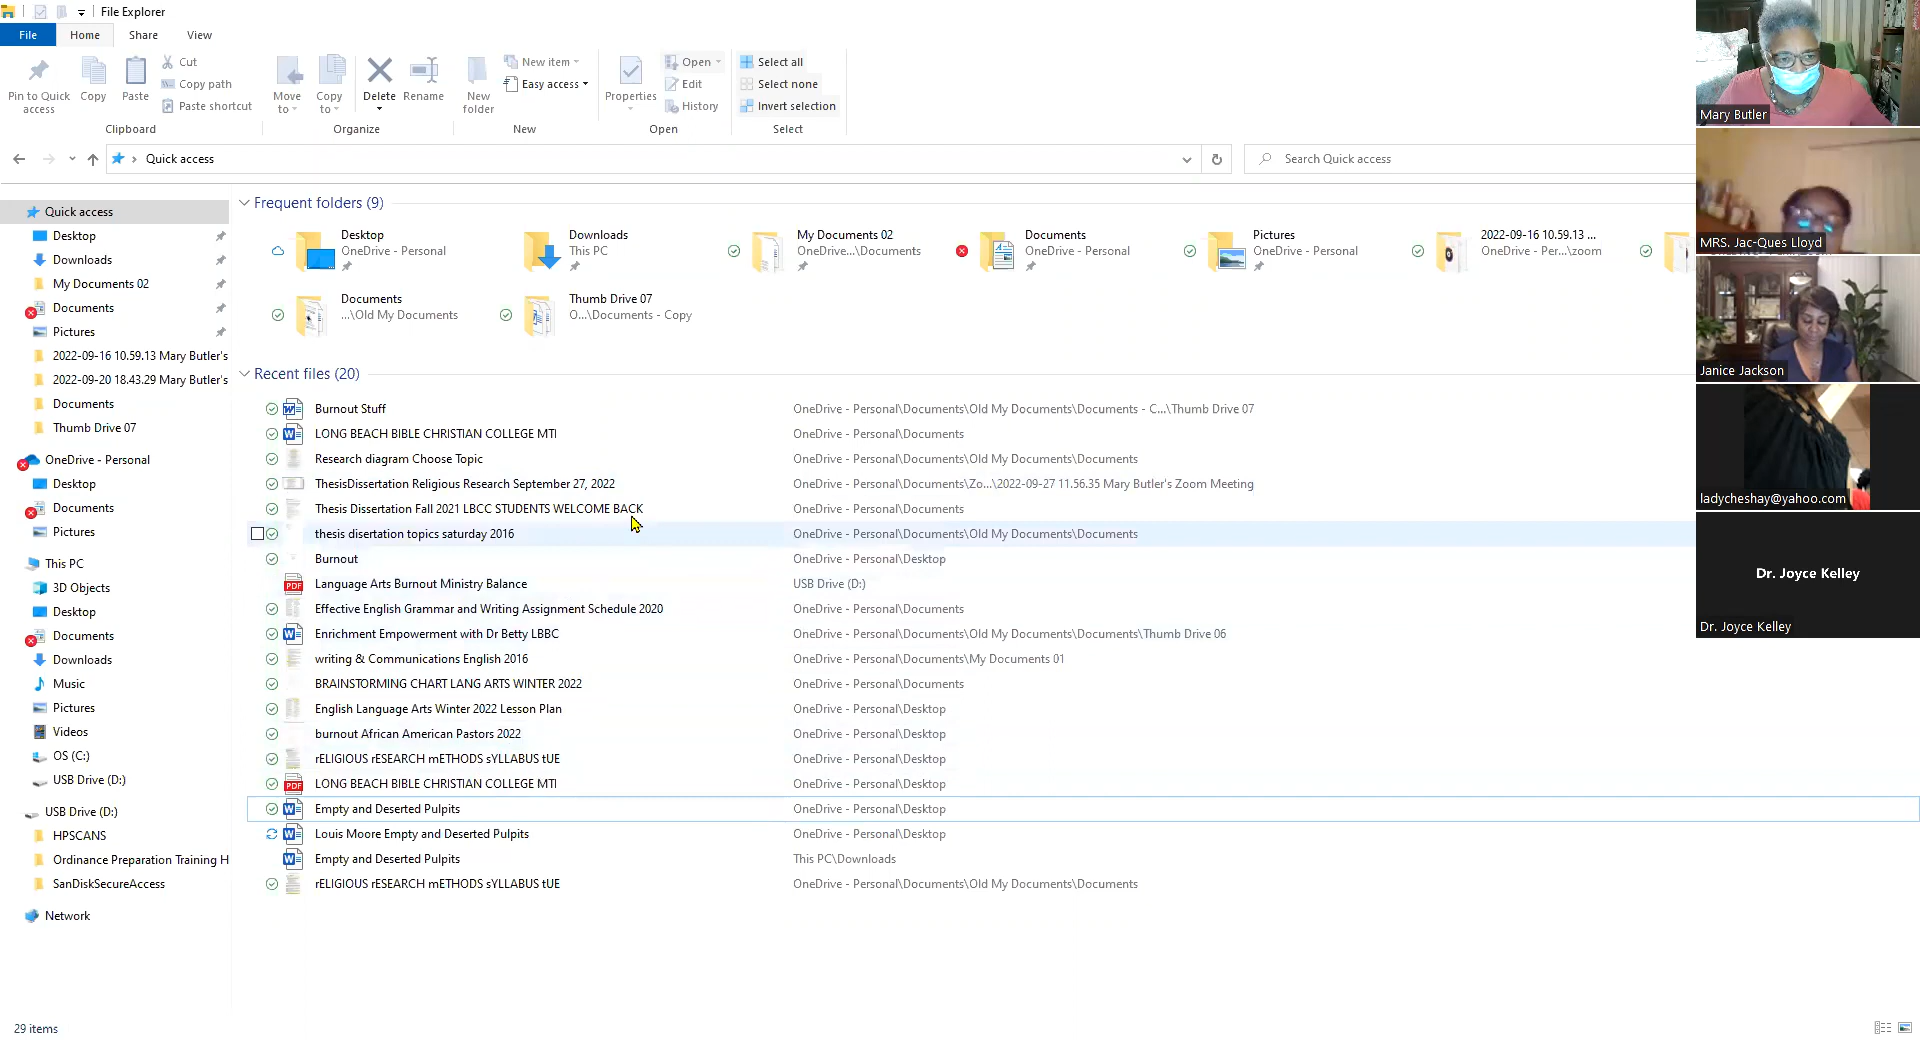 File Explorer
File
Home
Share
View
Pin to Quick access
Copy
Paste
Cut
Copy path
Paste shortcut
Clipboard
Move to
Copy to
Delete
Rename
Organize
New folder
New item
Easy access
New
Properties
Open
Edit
History
Open
Select all
Select none
Invert selection
Select
Quick access
Search Quick access
Quick access
Desktop
Downloads
My Documents 02
Documents
Pictures
2022-09-16 10.59.13 Mary Butler's
2022-09-20 18.43.29 Mary Butler's
Documents
Thumb Drive 07
OneDrive - Personal
Desktop
Documents
Pictures
This PC
3D Objects
Desktop
Documents
Downloads
Music
Pictures
Videos
OS (C:)
USB Drive (D:)
USB Drive (D:)
HPSCANS
Ordinance Preparation Training H
SanDiskSecureAccess
Network
Frequent folders (9)
Desktop
OneDrive - Personal
Downloads
This PC
My Documents 02
OneDrive...\Documents
Documents
OneDrive - Personal
Pictures
OneDrive - Personal
2022-09-16 10.59.13 ...
OneDrive - Per...\zoom
Documents
...\Old My Documents
Thumb Drive 07
O...\Documents - Copy
Recent files (20)
Burnout Stuff OneDrive - Personal\Documents\Old My Documents\Documents - C...\Thumb Drive 07
LONG BEACH BIBLE CHRISTIAN COLLEGE MTI OneDrive - Personal\Documents
Research diagram Choose Topic OneDrive - Personal\Documents\Old My Documents\Documents
ThesisDissertation Religious Research September 27, 2022 OneDrive - Personal\Documents\Zo...\2022-09-27 11.56.35 Mary Butler's Zoom Meeting
Thesis Dissertation Fall 2021 LBCC STUDENTS WELCOME BACK OneDrive - Personal\Documents
thesis disertation topics saturday 2016 OneDrive - Personal\Documents\Old My Documents\Documents
Burnout OneDrive - Personal\Desktop
PDF Language Arts Burnout Ministry Balance USB Drive (D:)
Effective English Grammar and Writing Assignment Schedule 2020 OneDrive - Personal\Documents
Enrichment Empowerment with Dr Betty LBBC OneDrive - Personal\Documents\Old My Documents\Documents\Thumb Drive 06
writing & Communications English 2016 OneDrive - Personal\Documents\My Documents 01
BRAINSTORMING CHART LANG ARTS WINTER 2022 OneDrive - Personal\Documents
English Language Arts Winter 2022 Lesson Plan OneDrive - Personal\Desktop
burnout African American Pastors 2022 OneDrive - Personal\Desktop
rELIGIOUS rESEARCH mETHODS sYLLABUS tUE OneDrive - Personal\Desktop
PDF LONG BEACH BIBLE CHRISTIAN COLLEGE MTI OneDrive - Personal\Desktop
Empty and Deserted Pulpits OneDrive - Personal\Desktop
Louis Moore Empty and Deserted Pulpits OneDrive - Personal\Desktop
Empty and Deserted Pulpits This PC\Downloads
rELIGIOUS rESEARCH mETHODS sYLLABUS tUE OneDrive - Personal\Documents\Old My Documents\Documents
29 items
Mary Butler
MRS. Jac-Ques Lloyd
Janice Jackson
ladycheshay@yahoo.com
Dr. Joyce Kelley
Dr. Joyce Kelley